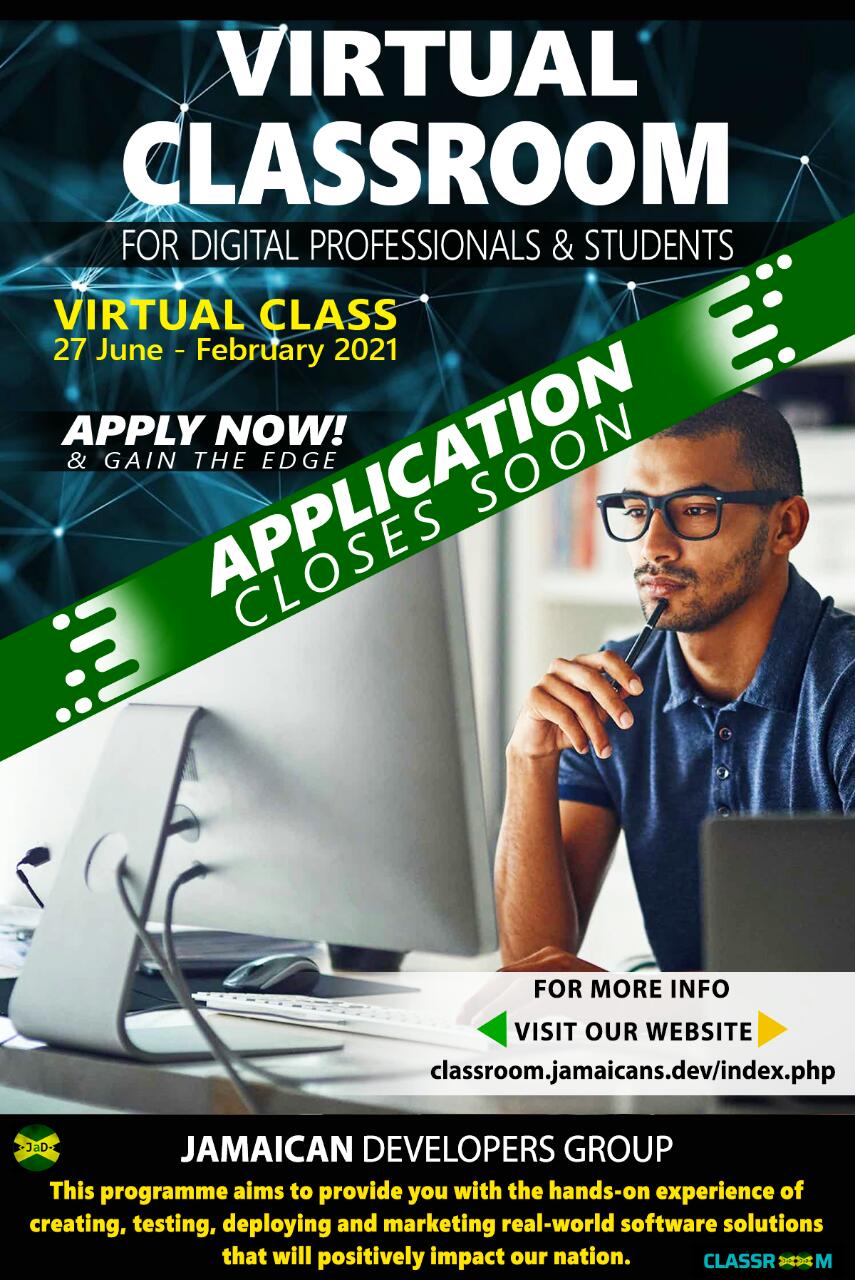 VIRTUAL
CLASSROOM
FOR DIGITAL PROFESSIONALS & STUDENTS
VIRTUAL CLASS
27 June - February 2021
APPLY NOW!
& GAIN THE EDGE
APPLICATION
CLOSES SOON
FOR MORE INFO
VISIT OUR WEBSITE
classroom.jamaicans.dev/index.php
JaD
JAMAICAN DEVELOPERS GROUP
This programme aims to provide you with the hands-on experience of
creating, testing, deploying and marketing real-world software solutions
that will positively impact our nation.
CLASSROOM